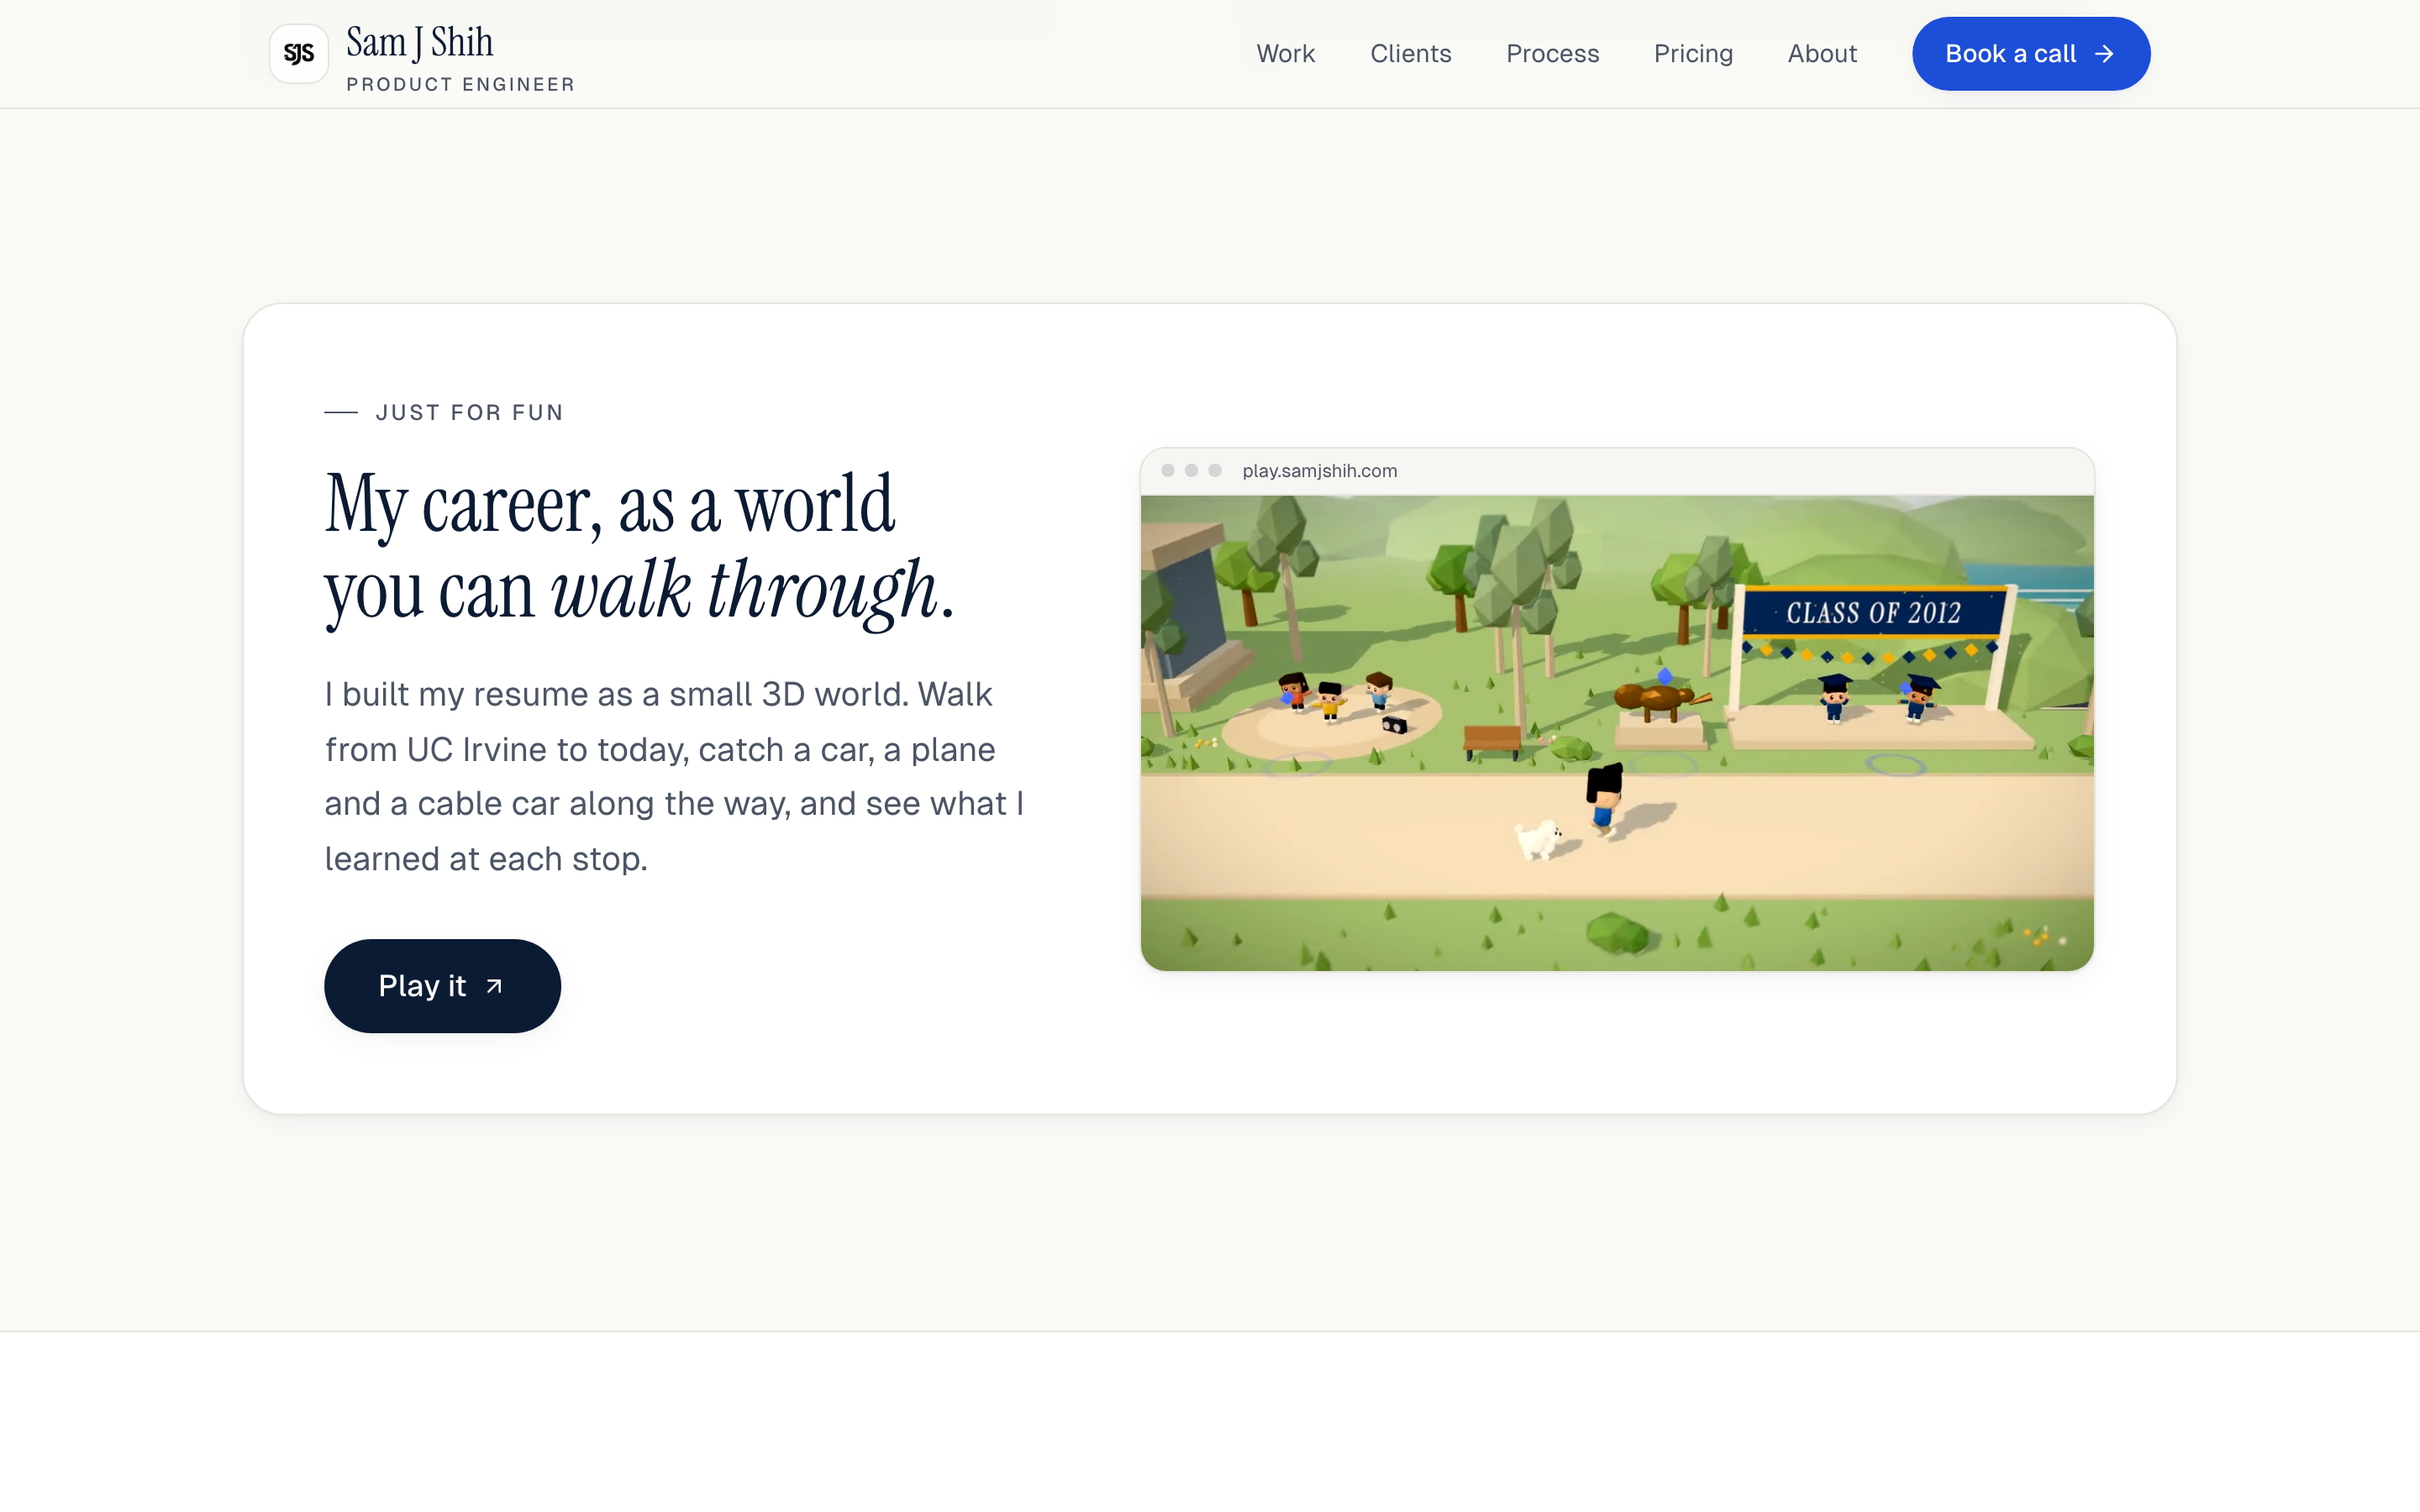 SJS
Sam J Shih
PRODUCT ENGINEER
Work
Clients
Process
Pricing
About
Book a call →
— JUST FOR FUN
My career, as a world
you can walk through.
I built my resume as a small 3D world. Walk
from UC Irvine to today, catch a car, a plane
and a cable car along the way, and see what I
learned at each stop.
Play it ↗
play.samjshih.com
CLASS OF 2012